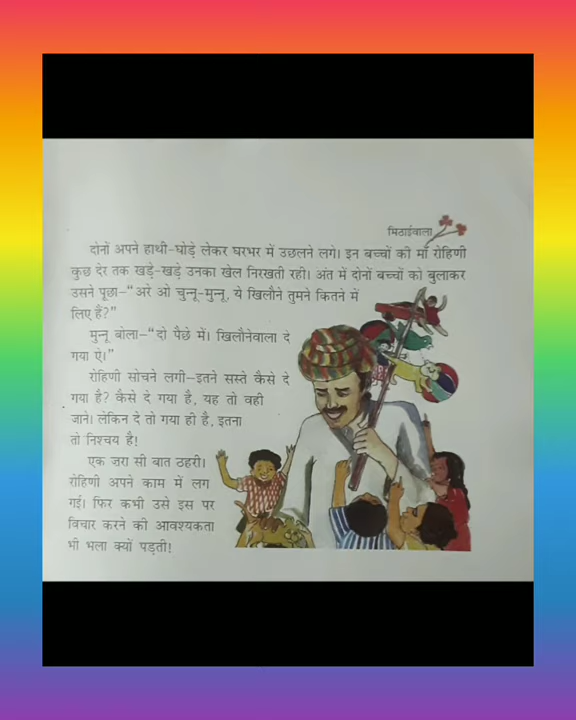 मिठाईवाला
दोनों अपने हाथी-घोड़े लेकर घरभर में उछलने लगे। इन बच्चों की माँ रोहिणी
कुछ देर तक खड़े-खड़े उनका खेल निरखती रही। अंत में दोनों बच्चों को बुलाकर
उसने पूछा–“अरे ओ चुन्नू-मुन्नू, ये खिलौने तुमने कितने में
लिए हैं?”
मुन्नू बोला–“दो पैछे में। खिलौनेवाला दे
गया ऐ।”
रोहिणी सोचने लगी–इतने सस्ते कैसे दे
गया है? कैसे दे गया है, यह तो वही
जाने। लेकिन दे तो गया ही है, इतना
तो निश्चय है!
एक ज़रा सी बात ठहरी।
रोहिणी अपने काम में लग
गई। फिर कभी उसे इस पर
विचार करने की आवश्यकता
भी भला क्यों पड़ती!